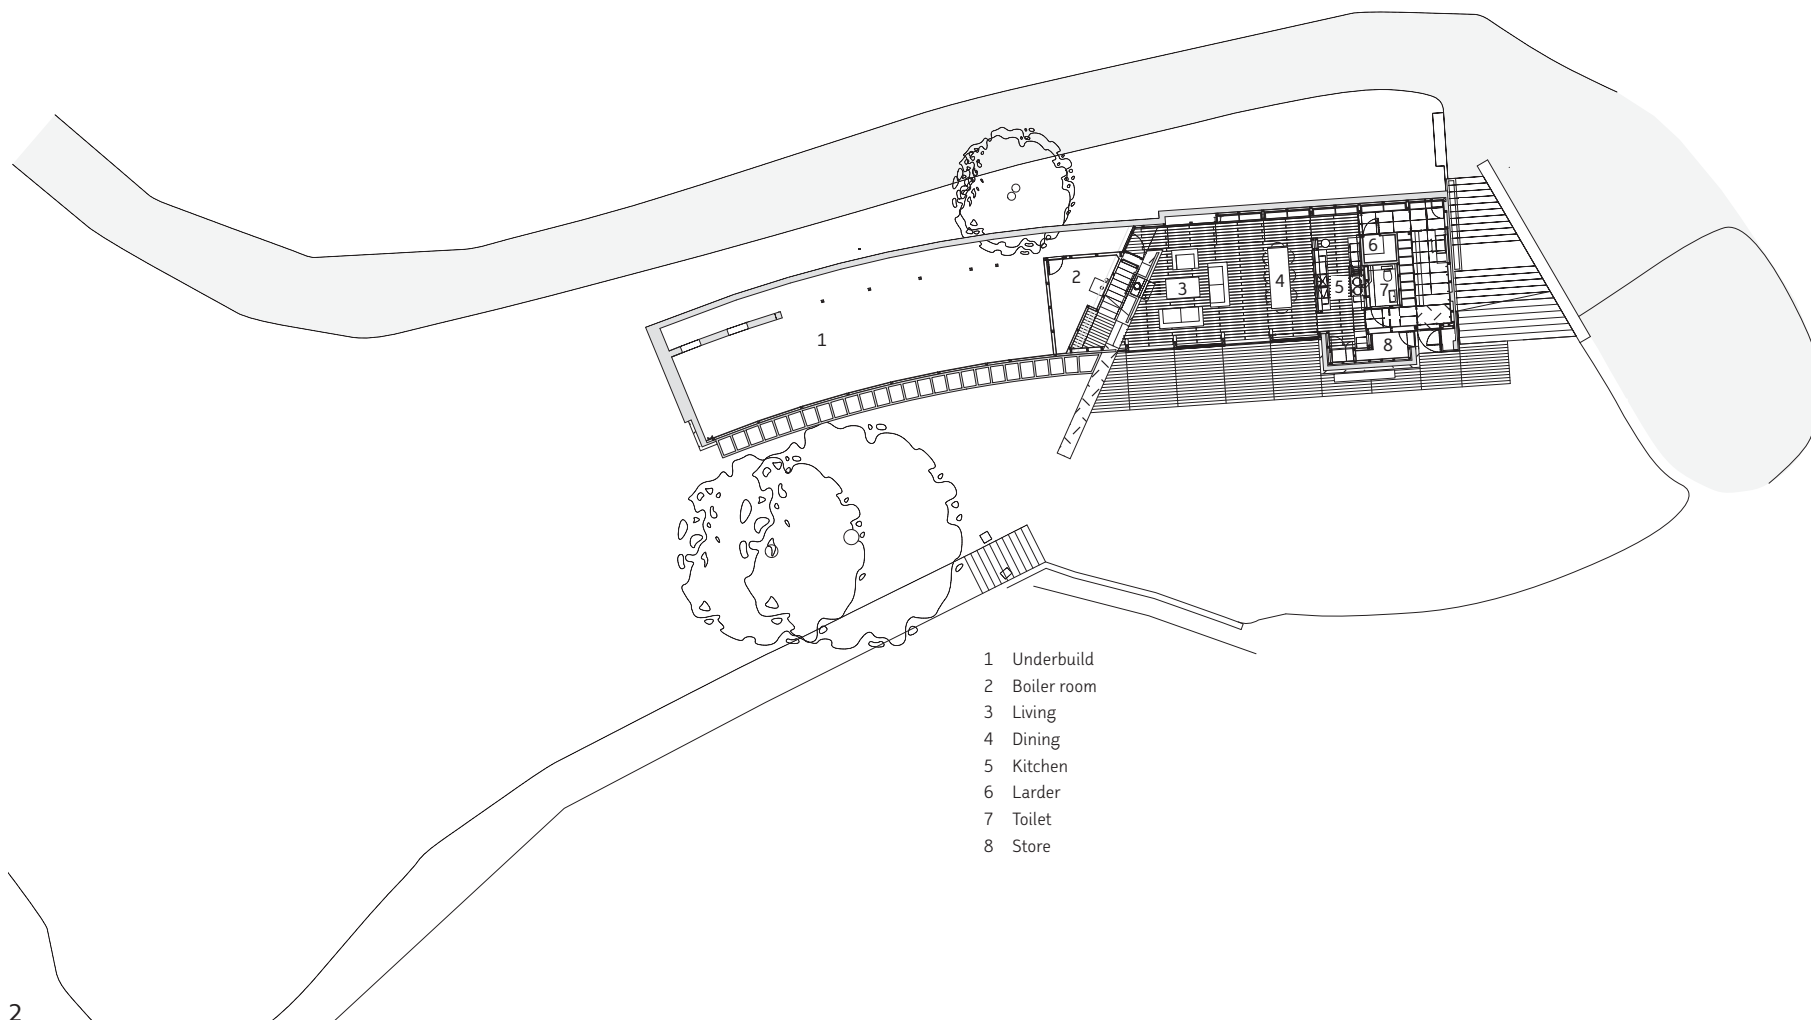 6
2
3
4
5
7
1
8
1 Underbuild
2 Boiler room
3 Living
4 Dining
5 Kitchen
6 Larder
7 Toilet
8 Store
2